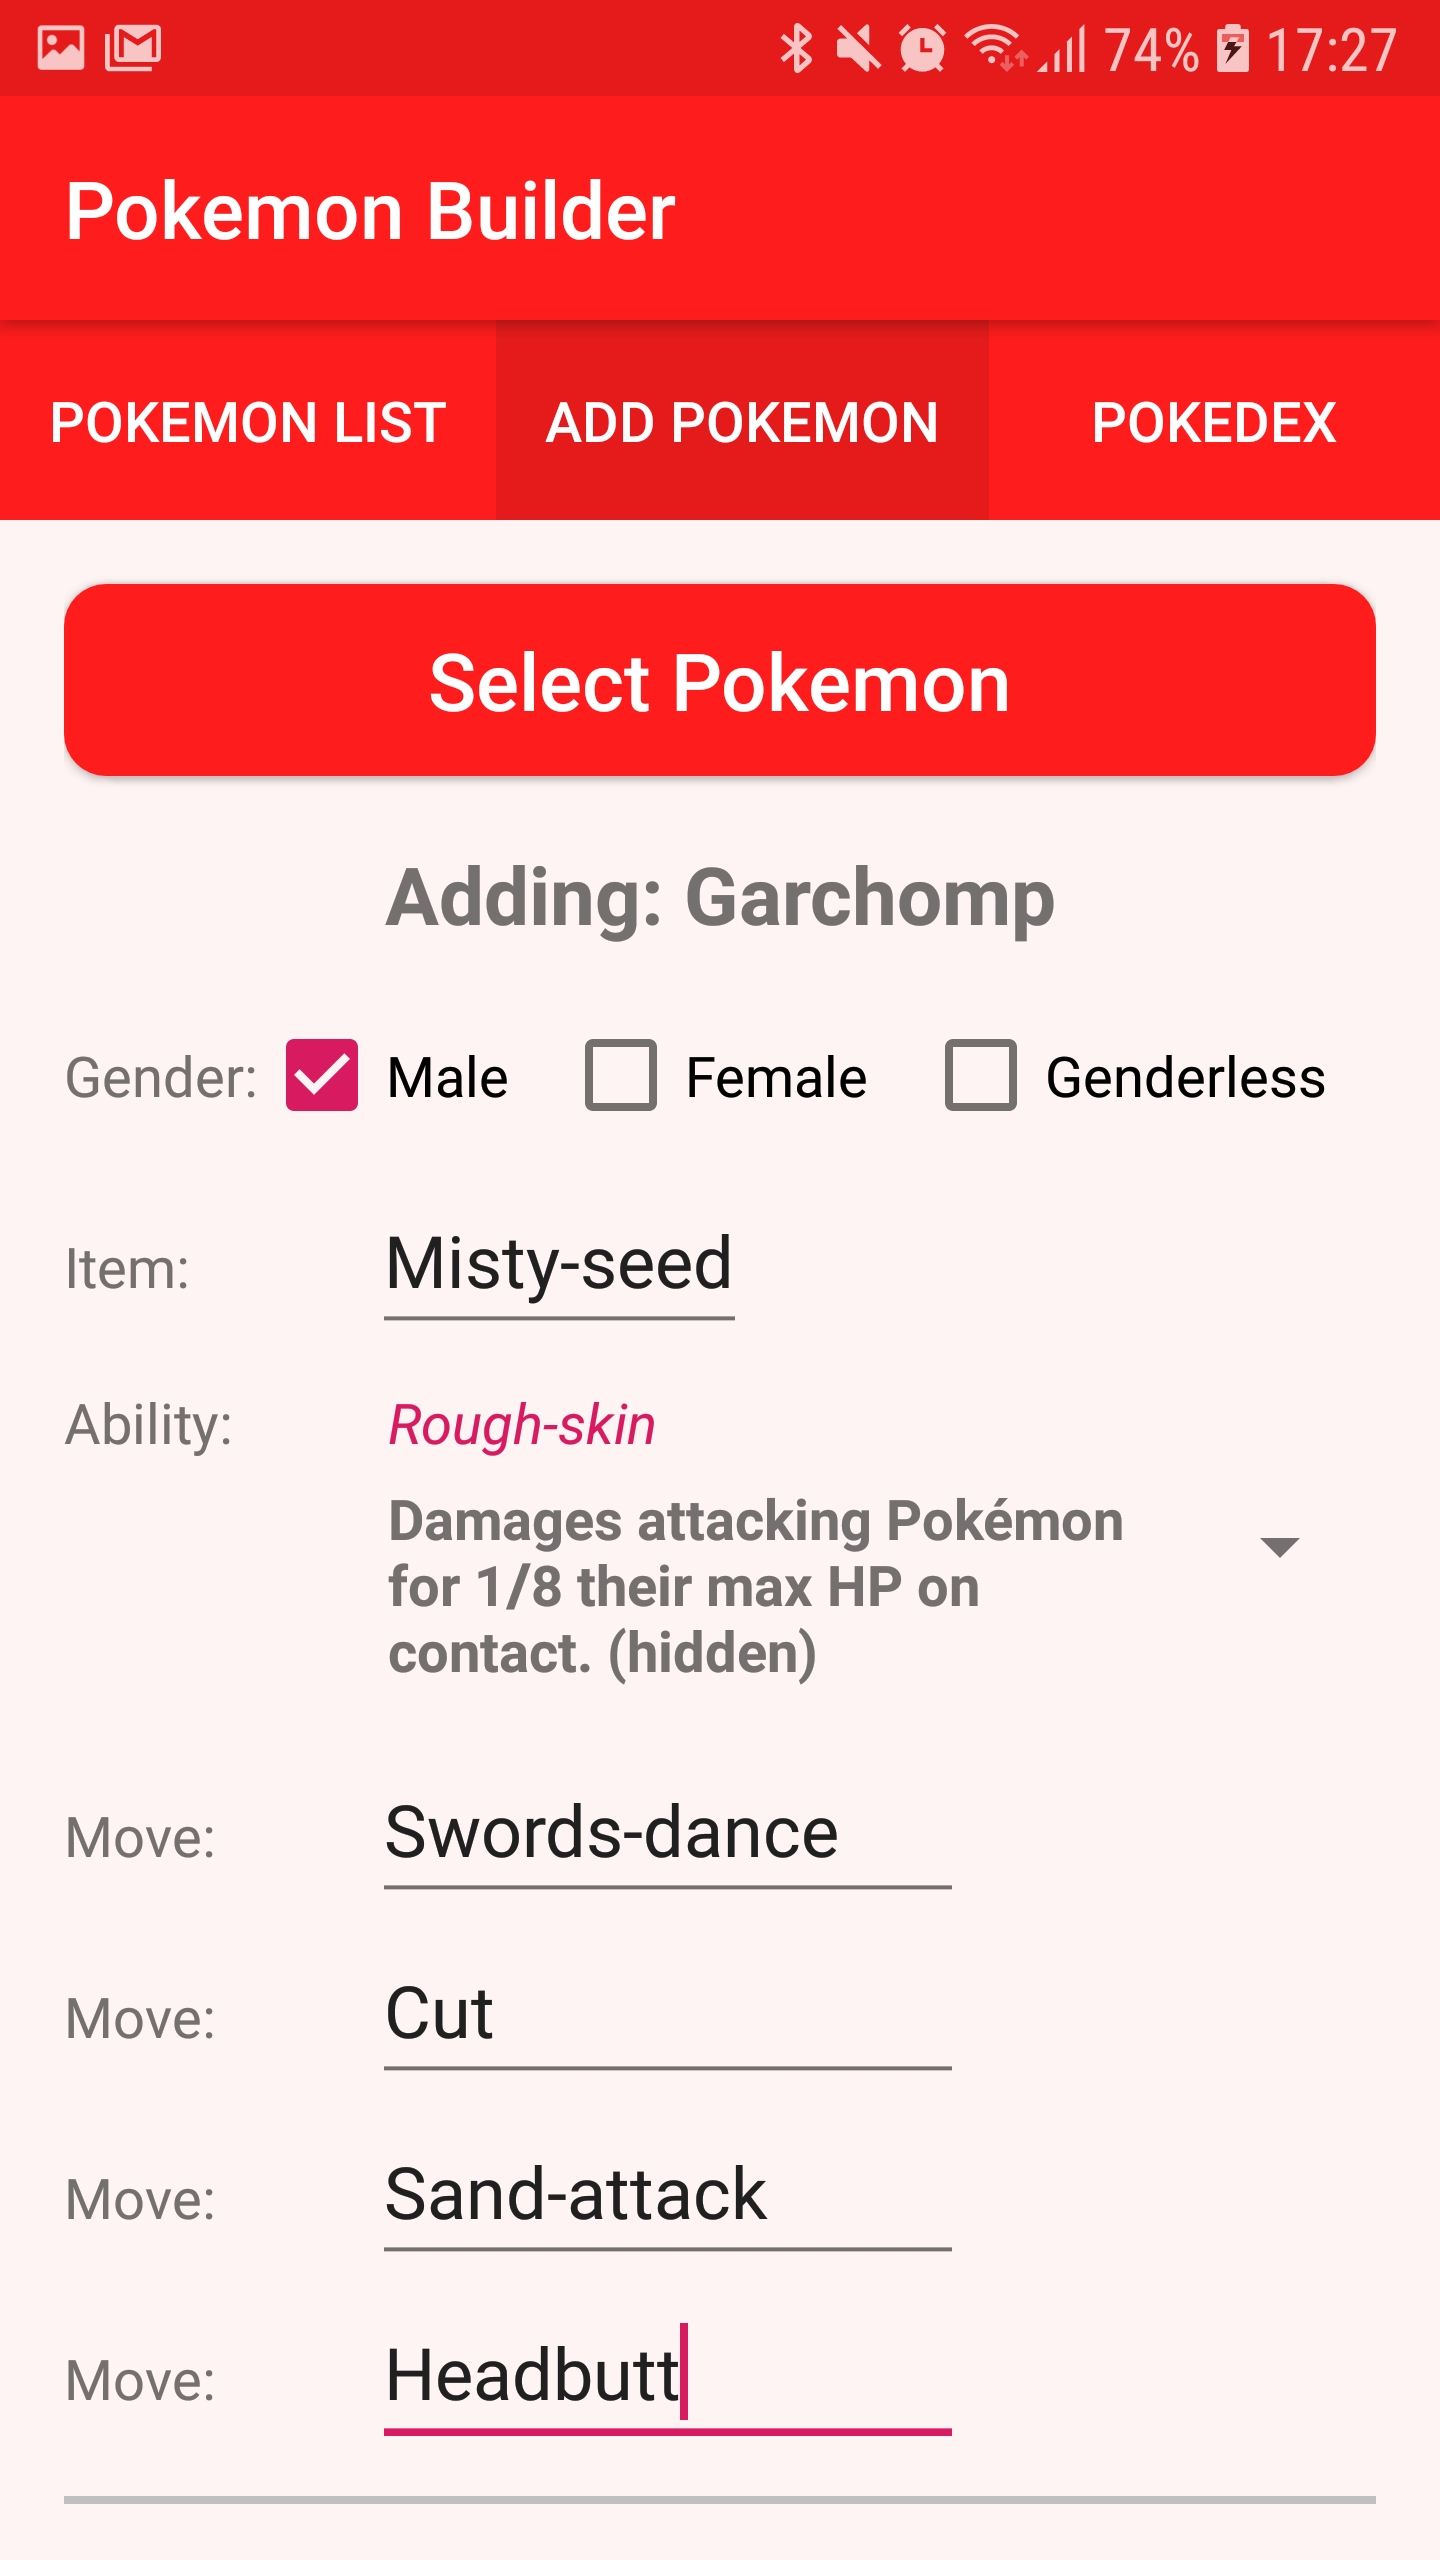 74% 17:27
Pokemon Builder
POKEMON LIST ADD POKEMON POKEDEX
Select Pokemon
Adding: Garchomp
Gender: Male Female Genderless
Item: Misty-seed
Ability: Rough-skin
Damages attacking Pokémon
for 1/8 their max HP on
contact. (hidden)
Move: Swords-dance
Move: Cut
Move: Sand-attack
Move: Headbutt